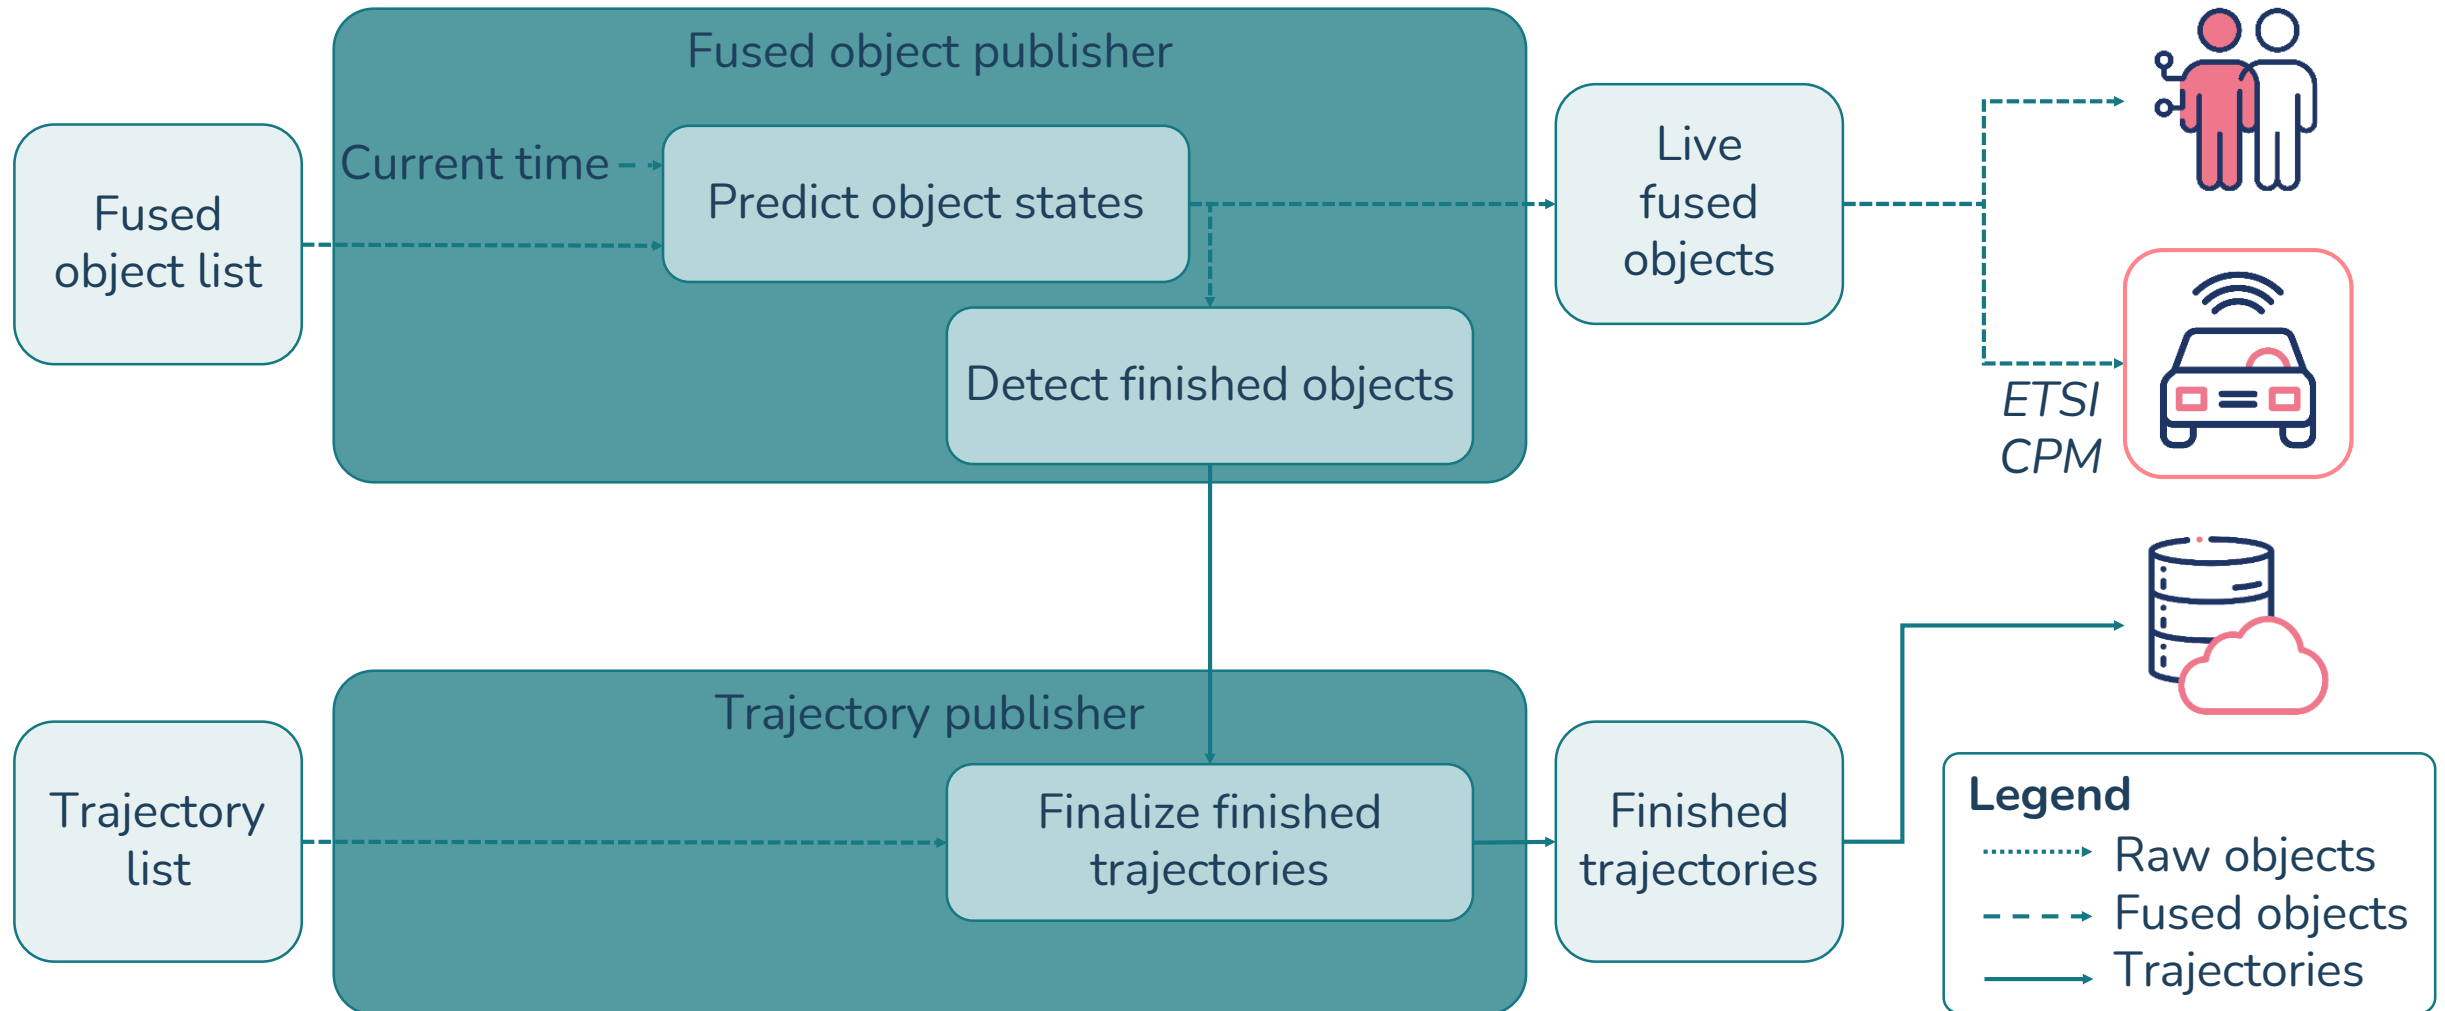 Fused object publisher
Fused
object list
Current time
Predict object states
Detect finished objects
Live
fused
objects
ETSI
CPM
Trajectory publisher
Trajectory
list
Finalize finished
trajectories
Finished
trajectories
Legend
Raw objects
Fused objects
Trajectories